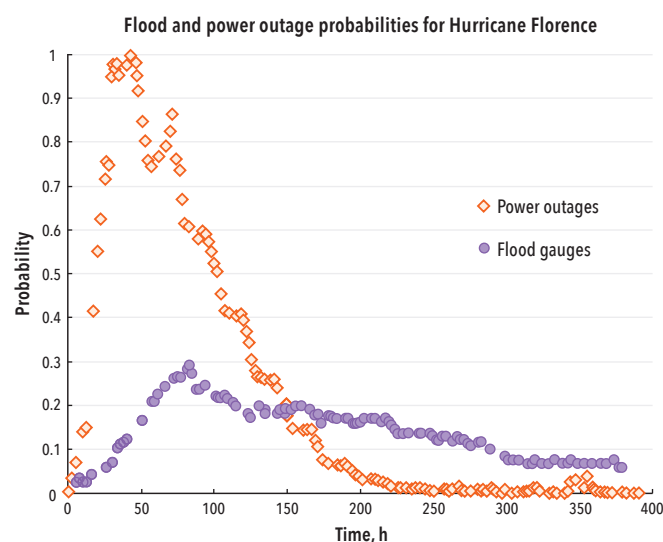 Flood and power outage probabilities for Hurricane Florence
1
0.9
0.8
0.7
0.6
0.5
0.4
0.3
0.2
0.1
0
Probability
Power outages
Flood gauges
0 50 100 150 200 250 300 350 400
Time, h